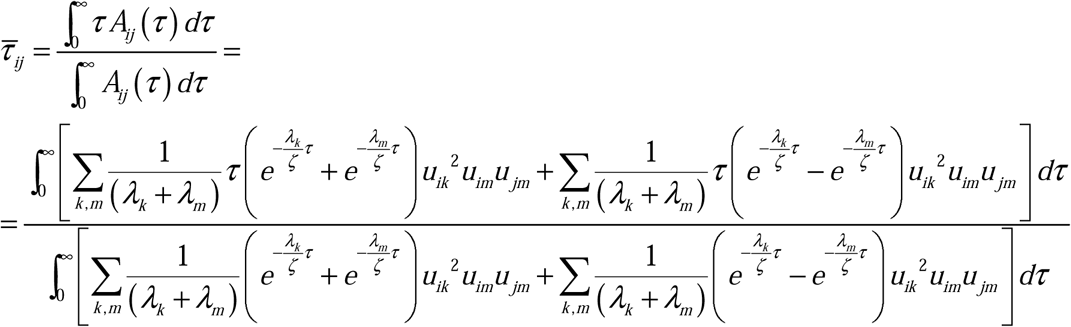 \overline{\tau}_{ij} = \frac{\int_0^\infty \tau A_{ij}(\tau) d\tau}{\int_0^\infty A_{ij}(\tau) d\tau} =
= \frac{\int_0^\infty \left[ \sum_{k,m} \frac{1}{(\lambda_k + \lambda_m)} \tau \left( e^{-\frac{\lambda_k}{\zeta}\tau} + e^{-\frac{\lambda_m}{\zeta}\tau} \right) u_{ik}{}^2 u_{im} u_{jm} + \sum_{k,m} \frac{1}{(\lambda_k + \lambda_m)} \tau \left( e^{-\frac{\lambda_k}{\zeta}\tau} - e^{-\frac{\lambda_m}{\zeta}\tau} \right) u_{ik}{}^2 u_{im} u_{jm} \right] d\tau}{\int_0^\infty \left[ \sum_{k,m} \frac{1}{(\lambda_k + \lambda_m)} \left( e^{-\frac{\lambda_k}{\zeta}\tau} + e^{-\frac{\lambda_m}{\zeta}\tau} \right) u_{ik}{}^2 u_{im} u_{jm} + \sum_{k,m} \frac{1}{(\lambda_k + \lambda_m)} \left( e^{-\frac{\lambda_k}{\zeta}\tau} - e^{-\frac{\lambda_m}{\zeta}\tau} \right) u_{ik}{}^2 u_{im} u_{jm} \right] d\tau}